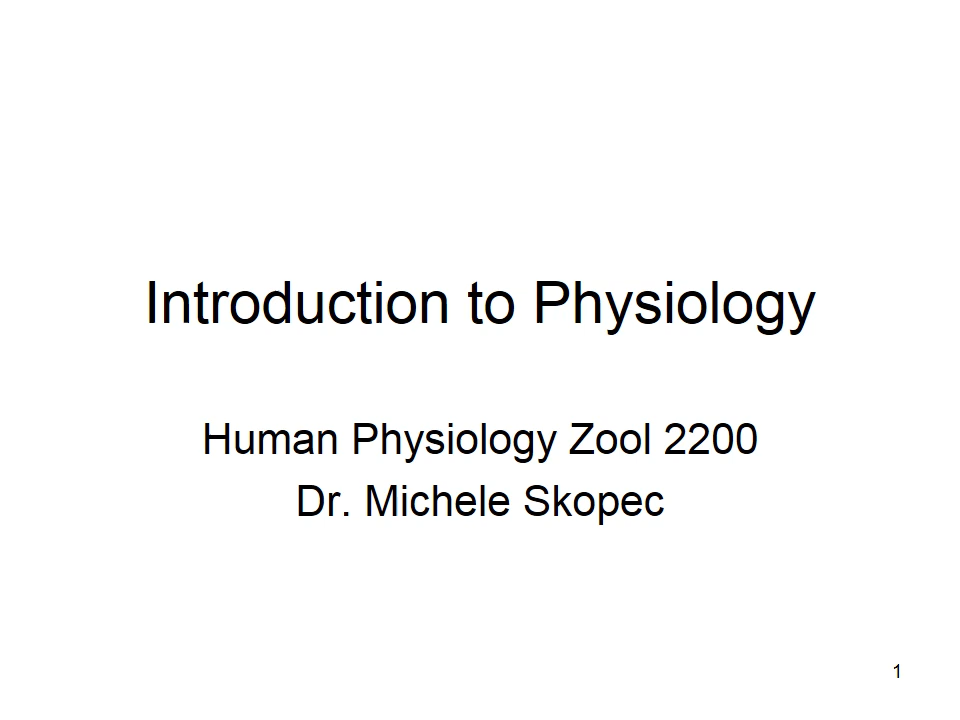 Introduction to Physiology
Human Physiology Zool 2200
Dr. Michele Skopec
1